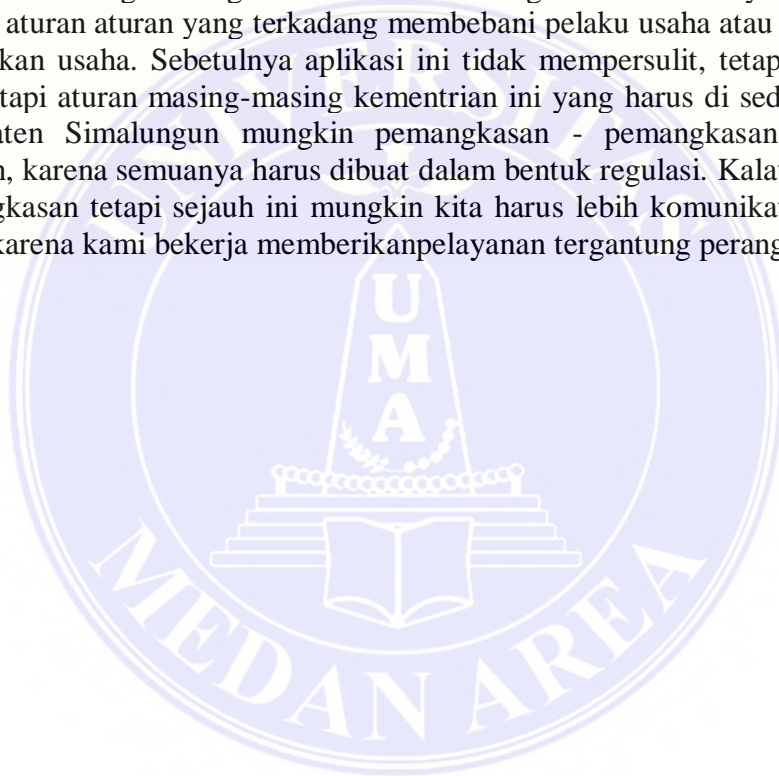 aturan aturan yang terkadang membebani pelaku usaha atau
kan usaha. Sebetulnya aplikasi ini tidak mempersulit, tetap
tapi aturan masing-masing kementrian ini yang harus di sed
aten Simalungun mungkin pemangkasan - pemangkasan
, karena semuanya harus dibuat dalam bentuk regulasi. Kala
gkasan tetapi sejauh ini mungkin kita harus lebih komunika
karena kami bekerja memberikanpelayanan tergantung perang
UNIVERSITAS
U
M
A
MEDAN AREA